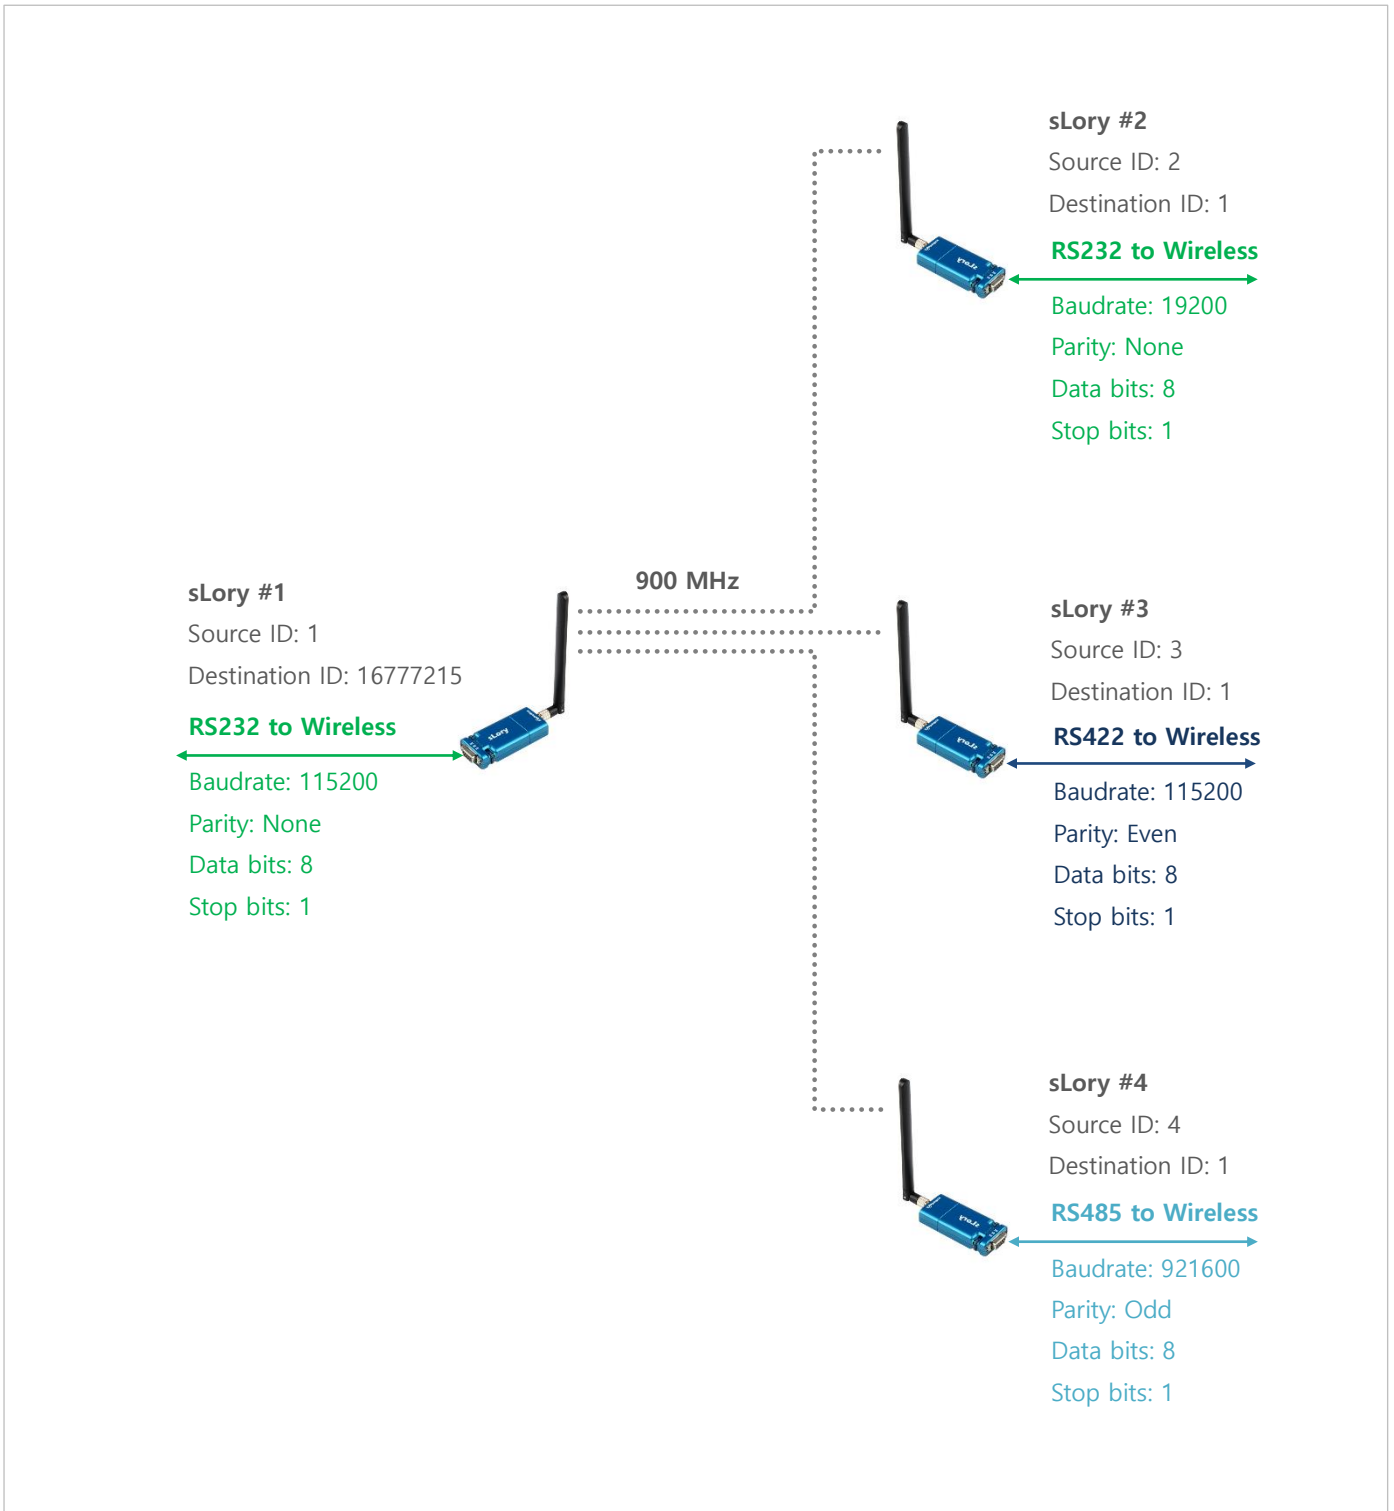 sLory #2
Source ID: 2
Destination ID: 1
RS232 to Wireless
Baudrate: 19200
Parity: None
Data bits: 8
Stop bits: 1
900 MHz
sLory #1
Source ID: 1
Destination ID: 16777215
RS232 to Wireless
Baudrate: 115200
Parity: None
Data bits: 8
Stop bits: 1
sLory
sLory #3
Source ID: 3
Destination ID: 1
RS422 to Wireless
Baudrate: 115200
Parity: Even
Data bits: 8
Stop bits: 1
sLory #4
Source ID: 4
Destination ID: 1
RS485 to Wireless
Baudrate: 921600
Parity: Odd
Data bits: 8
Stop bits: 1